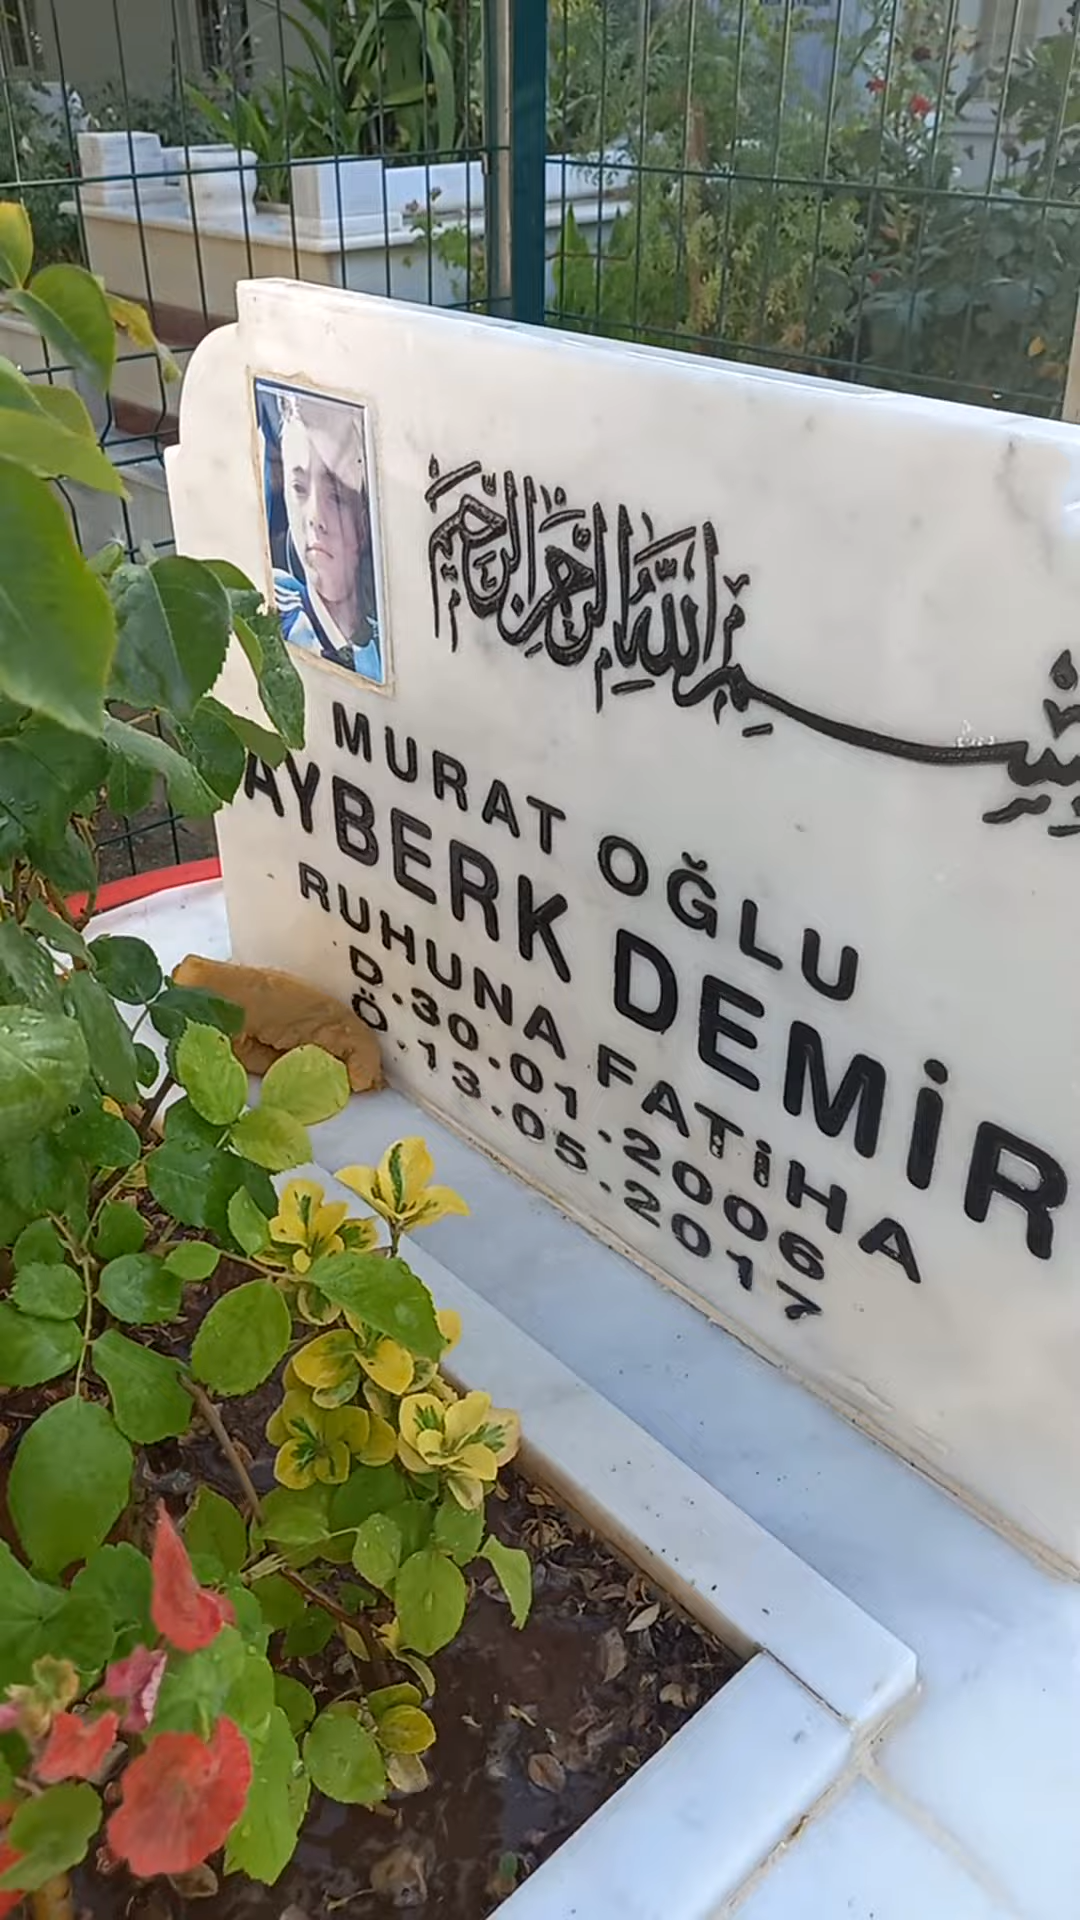 بسم الله الرحمن الرحيم
MURAT OĞLU
AYBERK DEMİR
RUHUNA FATİHA
D.30.01.2006
Ö.13.05.2017